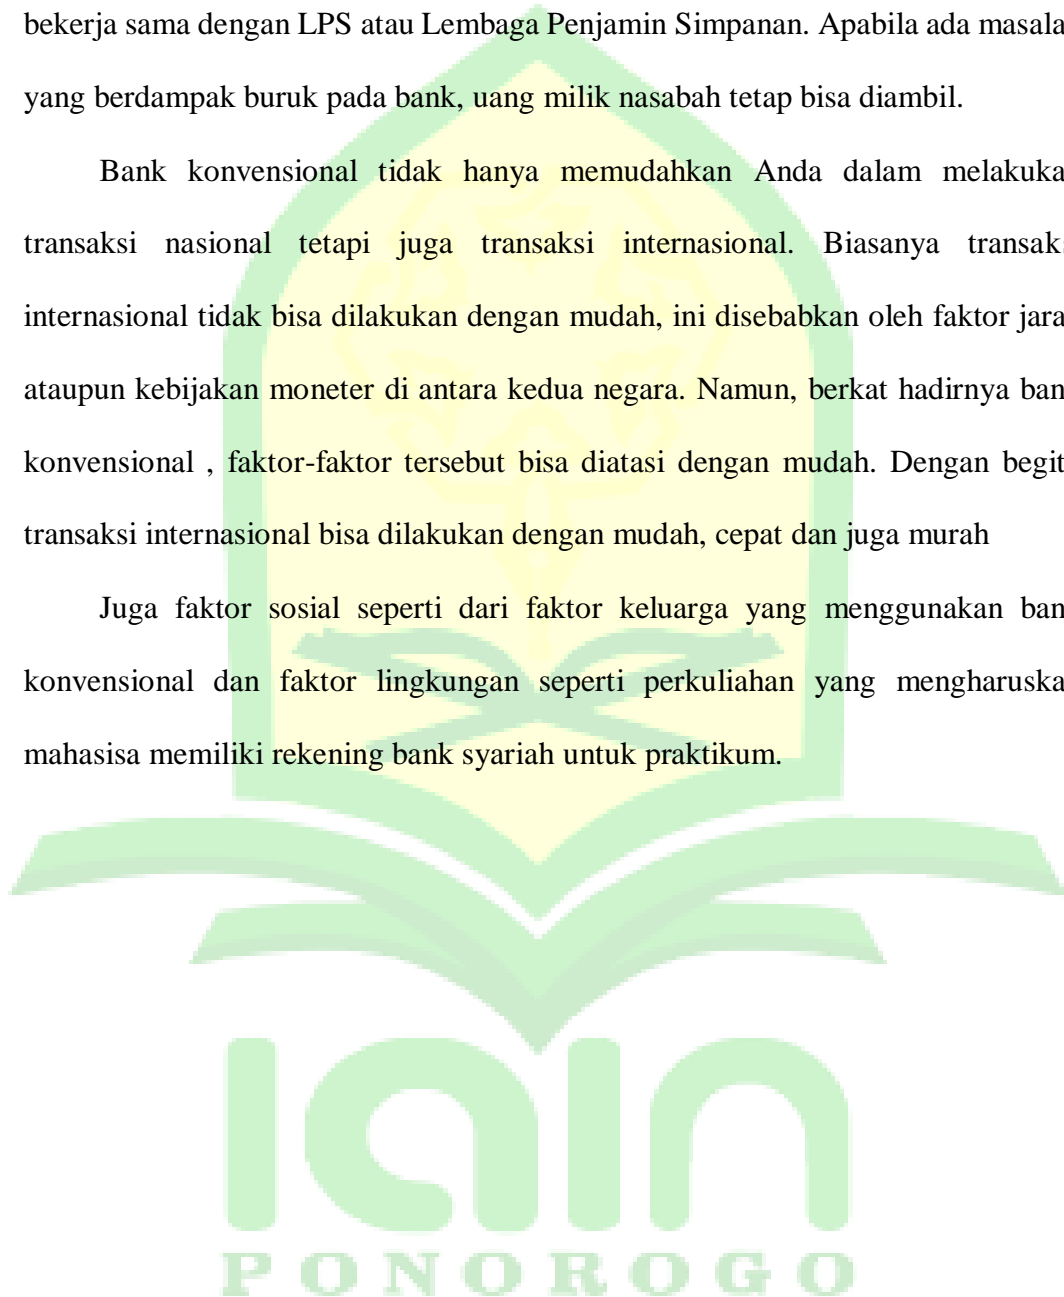 bekerja sama dengan LPS atau Lembaga Penjamin Simpanan. Apabila ada masala
yang berdampak buruk pada bank, uang milik nasabah tetap bisa diambil.
Bank konvensional tidak hanya memudahkan Anda dalam melakuka
transaksi nasional tetapi juga transaksi internasional. Biasanya transak
internasional tidak bisa dilakukan dengan mudah, ini disebabkan oleh faktor jara
ataupun kebijakan moneter di antara kedua negara. Namun, berkat hadirnya ban
konvensional , faktor-faktor tersebut bisa diatasi dengan mudah. Dengan begit
transaksi internasional bisa dilakukan dengan mudah, cepat dan juga murah
Juga faktor sosial seperti dari faktor keluarga yang menggunakan ban
konvensional dan faktor lingkungan seperti perkuliahan yang mengharuska
mahasisa memiliki rekening bank syariah untuk praktikum.
iain
PONOROGO